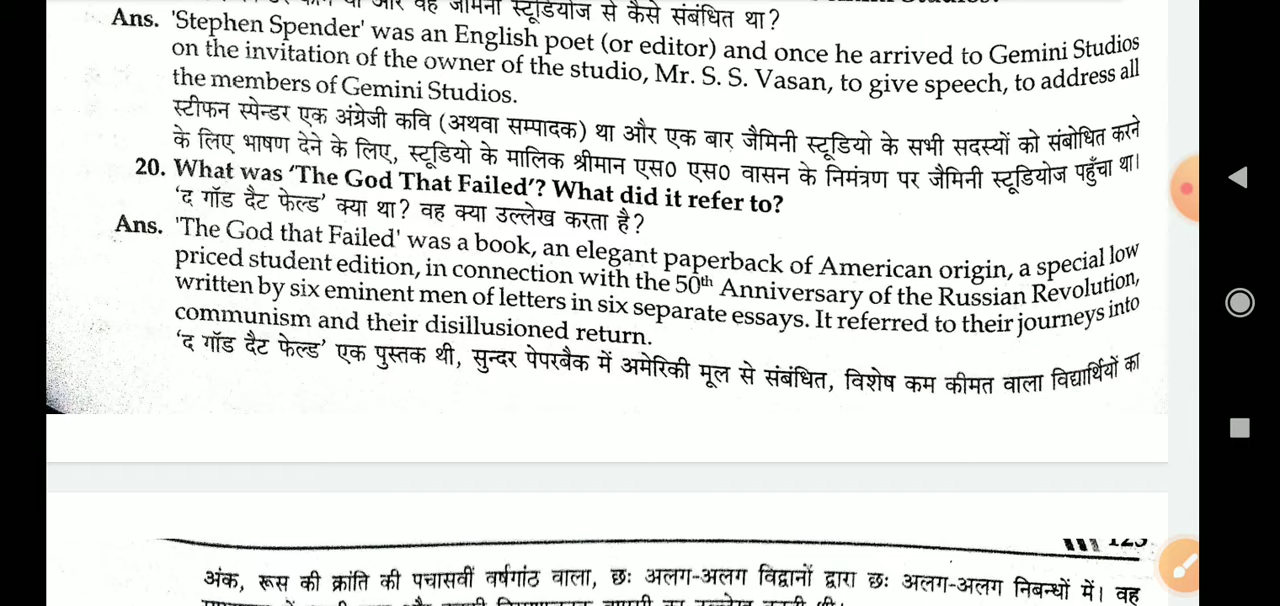 जैमिनी स्टूडियोज से कैसे संबंधित था?
Ans. 'Stephen Spender' was an English poet (or editor) and once he arrived to Gemini Studios
on the invitation of the owner of the studio, Mr. S. S. Vasan, to give speech, to address all
the members of Gemini Studios.
स्टीफन स्पेन्डर एक अंग्रेजी कवि (अथवा सम्पादक) था और एक बार जैमिनी स्टूडियो के सभी सदस्यों को संबोधित करने
के लिए भाषण देने के लिए, स्टूडियो के मालिक श्रीमान एस० एस० वासन के निमंत्रण पर जैमिनी स्टूडियोज पहुँचा था।
20. What was 'The God That Failed'? What did it refer to?
'द गॉड दैट फेल्ड' क्या था? वह क्या उल्लेख करता है?
Ans. 'The God that Failed' was a book, an elegant paperback of American origin, a special low
priced student edition, in connection with the 50th Anniversary of the Russian Revolution,
written by six eminent men of letters in six separate essays. It referred to their journeys into
communism and their disillusioned return.
'द गॉड दैट फेल्ड' एक पुस्तक थी, सुन्दर पेपरबैक में अमेरिकी मूल से संबंधित, विशेष कम कीमत वाला विद्यार्थियों का
अंक, रूस की क्रांति की पचासवीं वर्षगांठ वाला, छः अलग-अलग विद्वानों द्वारा छः अलग-अलग निबन्धों में। वह